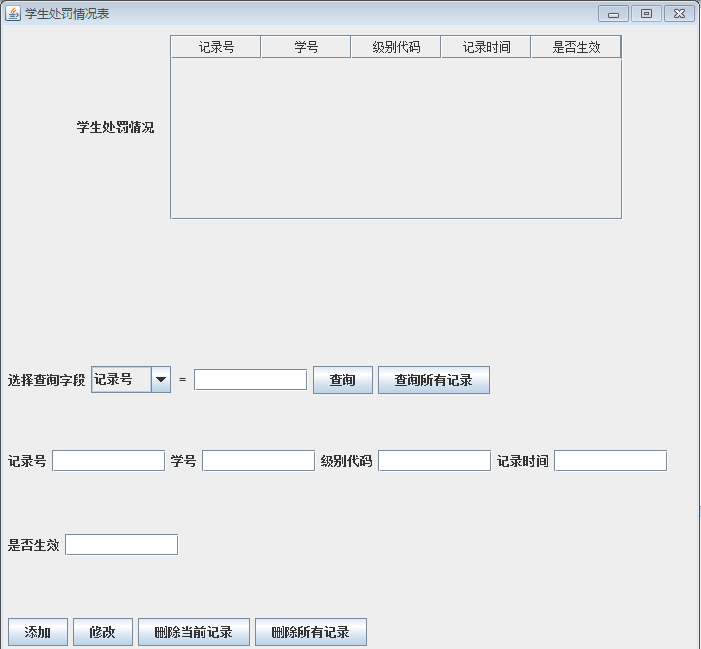 学生处罚情况表
记录号 学号 级别代码 记录时间 是否生效
学生处罚情况
选择查询字段 记录号 = 查询 查询所有记录
记录号 学号 级别代码 记录时间
是否生效
添加 修改 删除当前记录 删除所有记录